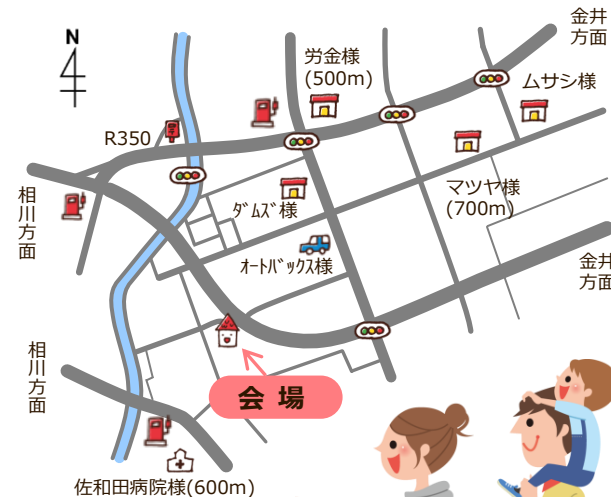 N
金井
方面
労金様
(500m)
ムサシ様
R350
相川方面
ﾀﾞﾑｽﾞ様
マツヤ様
(700m)
ｵｰﾄﾊﾞｯｸｽ様
金井
方面
相川方面
会場
佐和田病院様(600m)